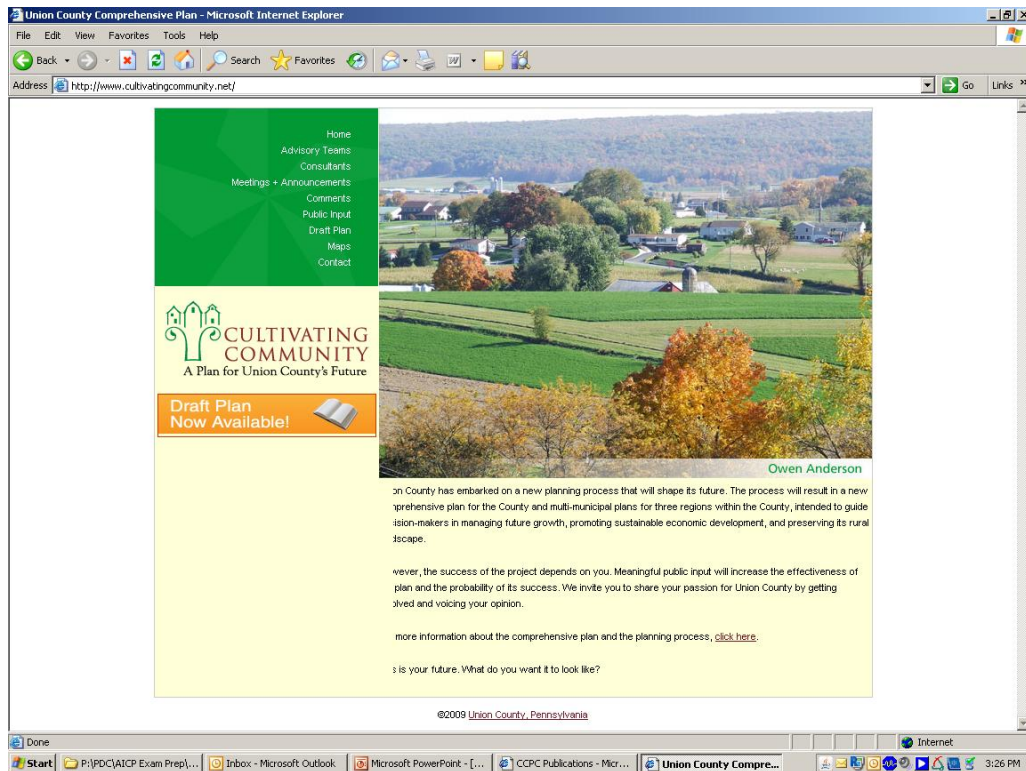 Union County Comprehensive Plan - Microsoft Internet Explorer
File Edit View Favorites Tools Help
Back Search Favorites
Address http://www.cultivatingcommunity.net/ Go Links »
Home
Advisory Teams
Consultants
Meetings + Announcements
Comments
Public Input
Draft Plan
Maps
Contact
CULTIVATING
COMMUNITY
A Plan for Union County's Future
Draft Plan
Now Available!
Owen Anderson
on County has embarked on a new planning process that will shape its future. The process will result in a new
nprehensive plan for the County and multi-municipal plans for three regions within the County, intended to guide
ision-makers in managing future growth, promoting sustainable economic development, and preserving its rural
dscape.
wever, the success of the project depends on you. Meaningful public input will increase the effectiveness of
plan and the probability of its success. We invite you to share your passion for Union County by getting
olved and voicing your opinion.
more information about the comprehensive plan and the planning process, click here.
s is your future. What do you want it to look like?
©2009 Union County, Pennsylvania
Done Internet
Start P:\PDC\AICP Exam Prep\... Inbox - Microsoft Outlook Microsoft PowerPoint - [... CCPC Publications - Micr... Union County Compre... 3:26 PM